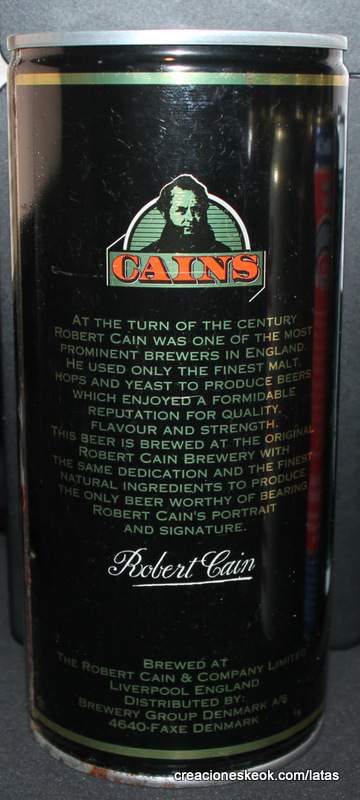 CAINS
AT THE TURN OF THE CENTURY
ROBERT CAIN WAS ONE OF THE MOST
PROMINENT BREWERS IN ENGLAND.
HE USED ONLY THE FINEST MALT,
HOPS AND YEAST TO PRODUCE BEERS
WHICH ENJOYED A FORMIDABLE
REPUTATION FOR QUALITY,
FLAVOUR AND STRENGTH.
THIS BEER IS BREWED AT THE ORIGINAL
ROBERT CAIN BREWERY WITH
THE SAME DEDICATION AND THE FINEST
NATURAL INGREDIENTS TO PRODUCE
THE ONLY BEER WORTHY OF BEARING
ROBERT CAIN'S PORTRAIT
AND SIGNATURE.
Robert Cain
BREWED AT
THE ROBERT CAIN & COMPANY LIMITED
LIVERPOOL ENGLAND
DISTRIBUTED BY:
BREWERY GROUP DENMARK A/S
4640-FAXE DENMARK
creacioneskeok.com/latas